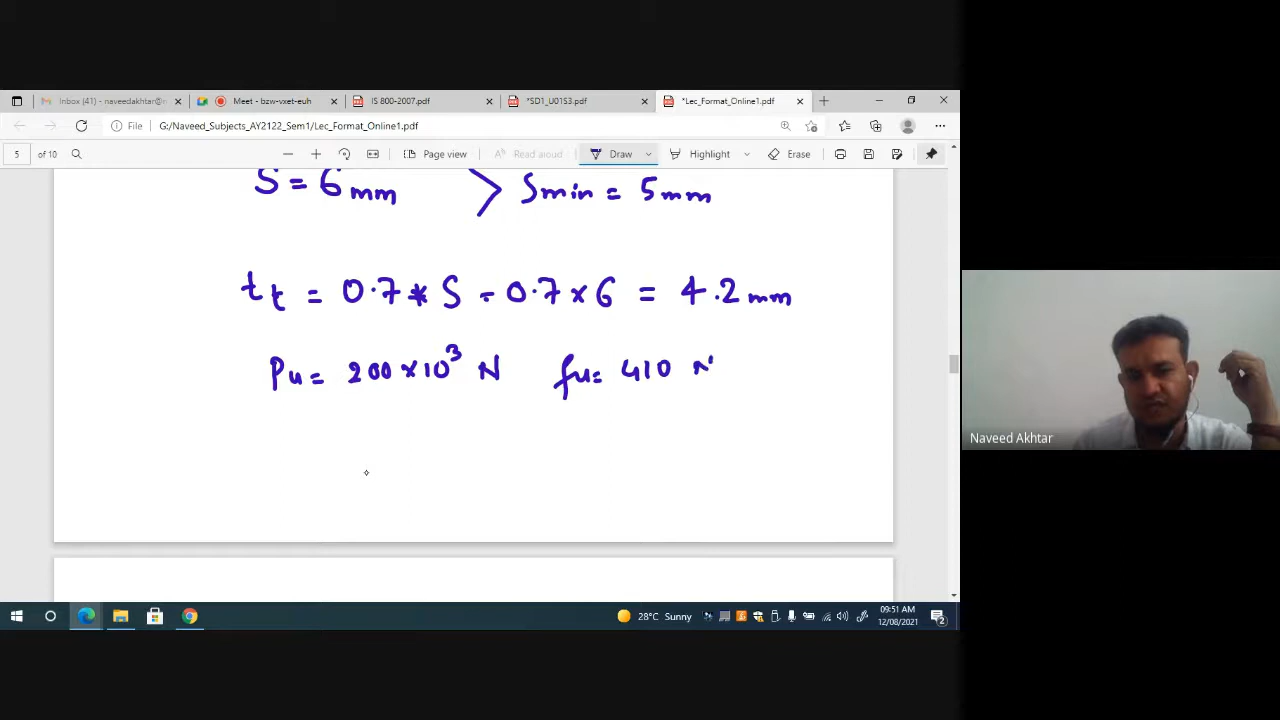 Inbox (41) - naveedakhtar@r
Meet - bzw-vxet-euh
IS 800-2007.pdf
*SD1_U01S3.pdf
*Lec_Format_Online1.pdf
File
G:/Naveed_Subjects_AY2122_Sem1/Lec_Format_Online1.pdf
5 of 10
Page view
Read aloud
Draw
Highlight
Erase
S = 6 mm > Smin = 5mm
tt = 0.7 * S = 0.7 × 6 = 4.2 mm
Pu = 200 × 10³ N fu = 410 N
Naveed Akhtar
28°C Sunny
09:51 AM
12/08/2021
2